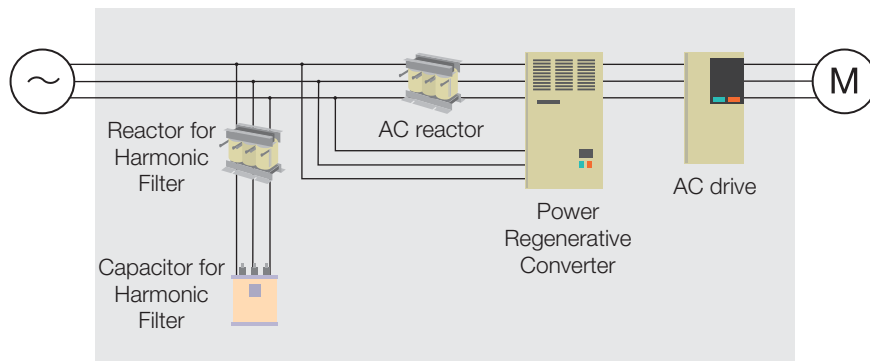 M
AC reactor
Reactor for
Harmonic
Filter
AC drive
Power
Regenerative
Converter
Capacitor for
Harmonic
Filter